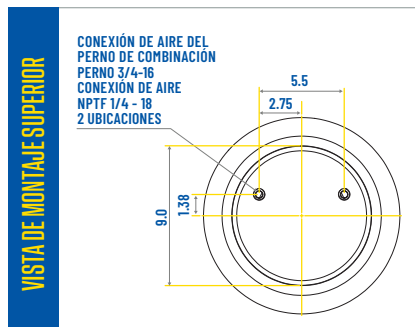 VISTA DE MONTAJE SUPERIOR
CONEXIÓN DE AIRE DEL
PERNO DE COMBINACIÓN
PERNO 3/4-16
CONEXIÓN DE AIRE
NPTF 1/4 - 18
2 UBICACIONES
5.5
2.75
1.38
9.0